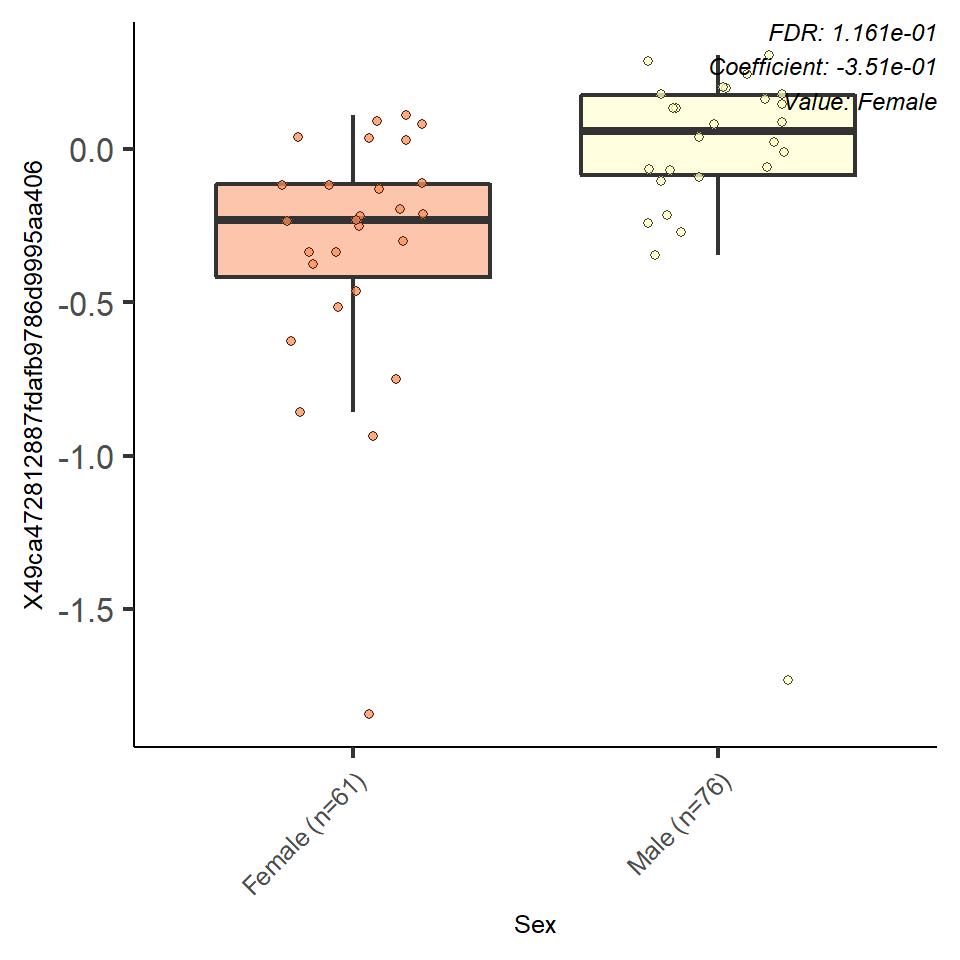 FDR: 1.161e-01
Coefficient: -3.51e-01
Value: Female
X49ca472812887fdafb9786d9995aa406
0.0
-0.5
-1.0
-1.5
Female (n=61)
Male (n=76)
Sex